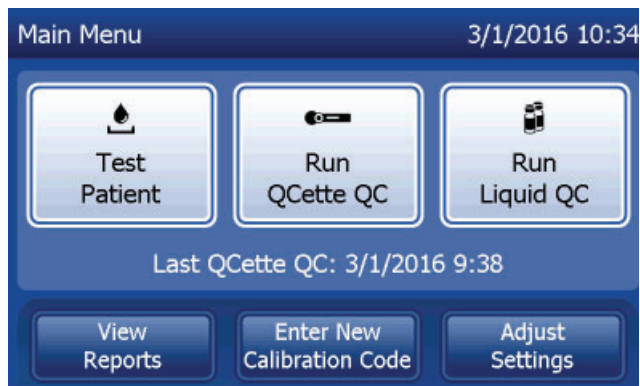 Main Menu 3/1/2016 10:34
Test
Patient
Run
QCette QC
Run
Liquid QC
Last QCette QC: 3/1/2016 9:38
View
Reports
Enter New
Calibration Code
Adjust
Settings